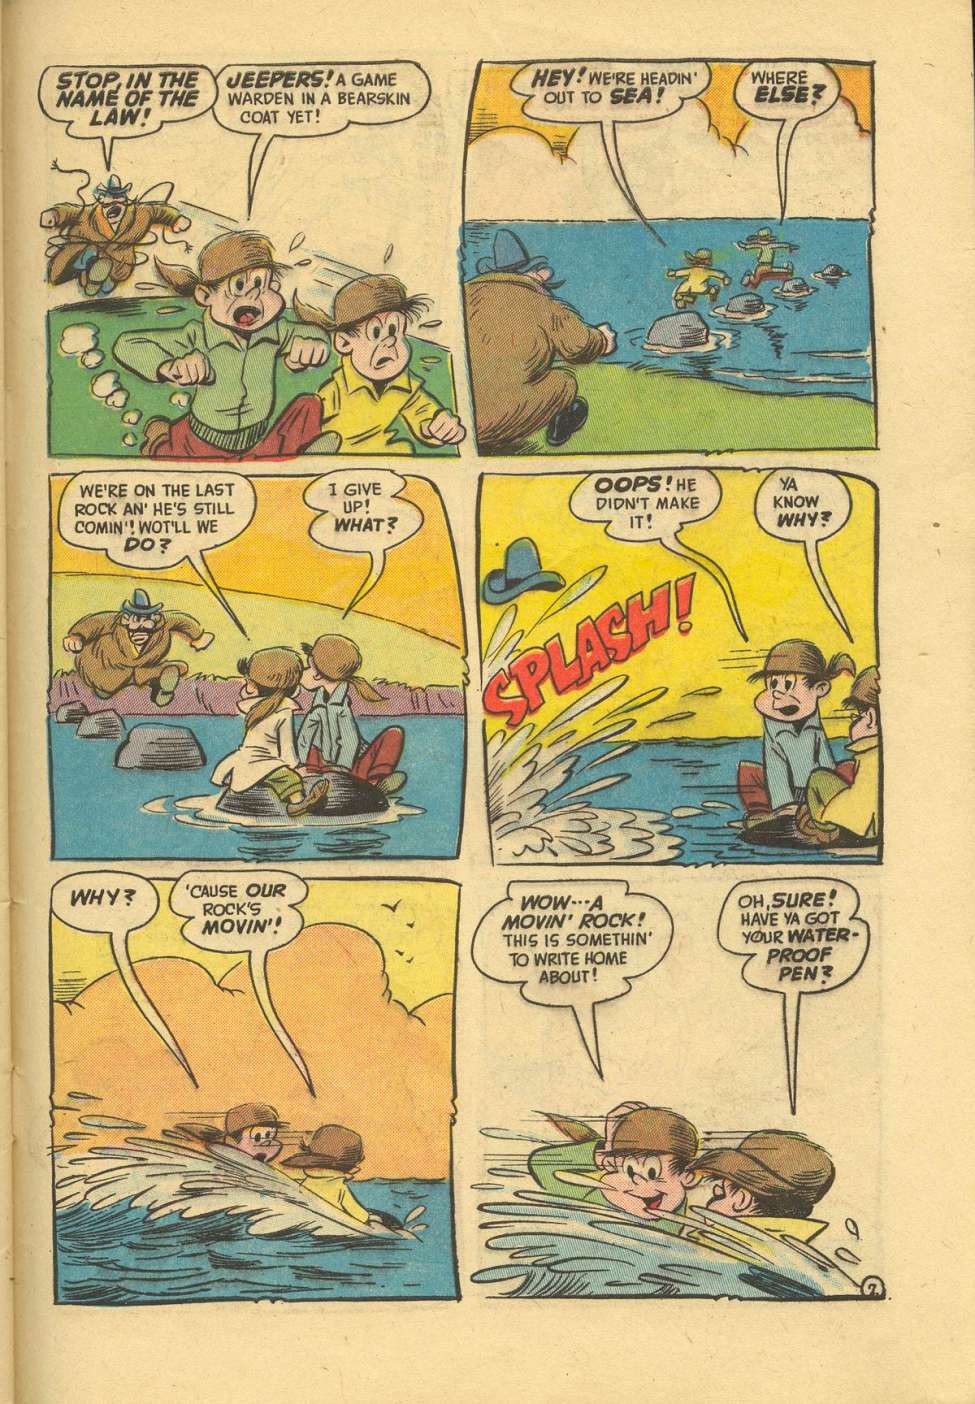 STOP, IN THE
NAME OF THE
LAW!
JEEPERS! A GAME
WARDEN IN A BEARSKIN
COAT YET!
HEY! WE'RE HEADIN'
OUT TO SEA!
WHERE
ELSE?
WE'RE ON THE LAST
ROCK AN' HE'S STILL
COMIN'! WOT'LL WE
DO?
I GIVE
UP!
WHAT?
OOPS! HE
DIDN'T MAKE
IT!
YA
KNOW
WHY?
SPLASH!
WHY?
'CAUSE OUR
ROCK'S
MOVIN'!
WOW---A
MOVIN' ROCK!
THIS IS SOMETHIN'
TO WRITE HOME
ABOUT!
OH, SURE!
HAVE YA GOT
YOUR WATER-
PROOF
PEN?
7